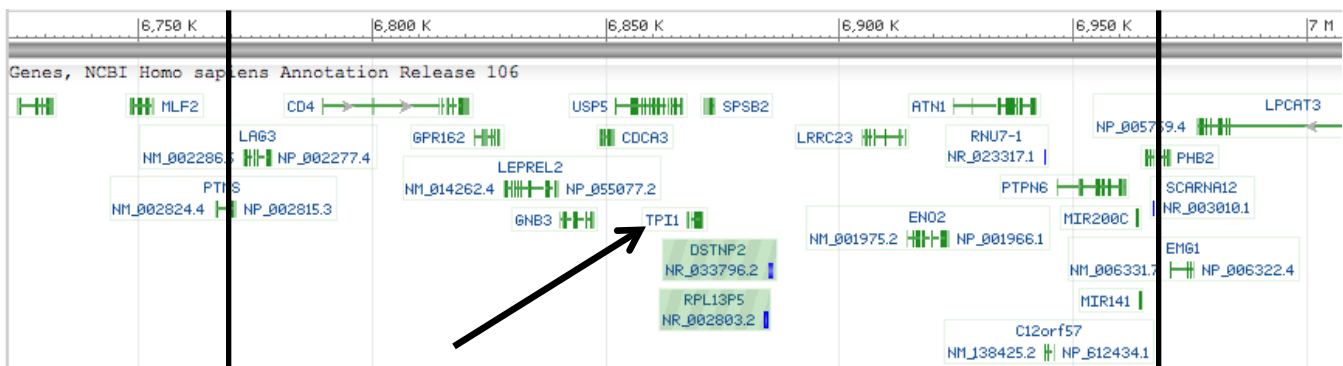 6,750 K 6,800 K 6,850 K 6,900 K 6,950 K 7 M
Genes, NCBI Homo sapiens Annotation Release 106
MLF2 CD4 USP5 SPSB2 ATN1 LPCAT3
LAG3 GPR162 CDCA3 LRRC23 RNU7-1 NP_005759.4
NM_002286.5 NP_002277.4 NR_023317.1 PHB2
LEPREL2
PTMS NM_014262.4 NP_055077.2 PTPN6 SCARNA12
NM_002824.4 NP_002815.3 NR_003010.1
GNB3 TPI1 ENO2 MIR200C
NM_001975.2 NP_001966.1
DSTNP2 EMG1
NR_033796.2 NM_006331.7 NP_006322.4
RPL13P5 MIR141
NR_002803.2
C12orf57
NM_138425.2 NP_612434.1